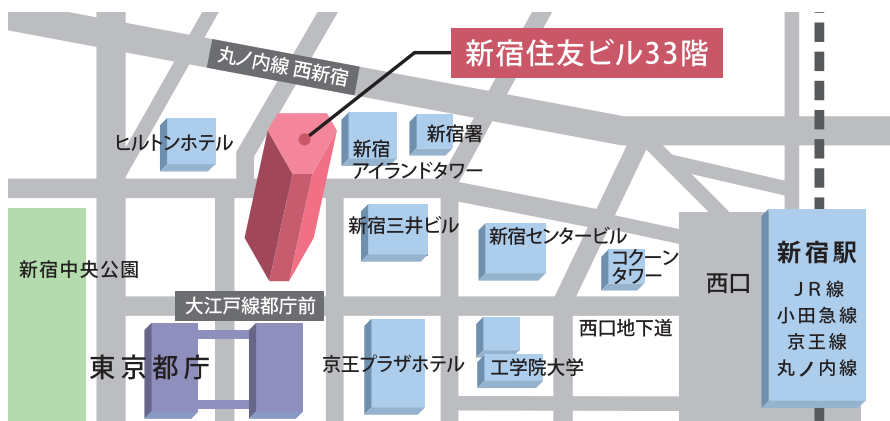 丸ノ内線 西新宿
新宿住友ビル33階
ヒルトンホテル
新宿
アイランドタワー
新宿署
新宿三井ビル
新宿センタービル
コクーン
タワー
新宿中央公園
西口
新宿駅
JR線
小田急線
京王線
丸ノ内線
大江戸線都庁前
西口地下道
東京都庁
京王プラザホテル
工学院大学